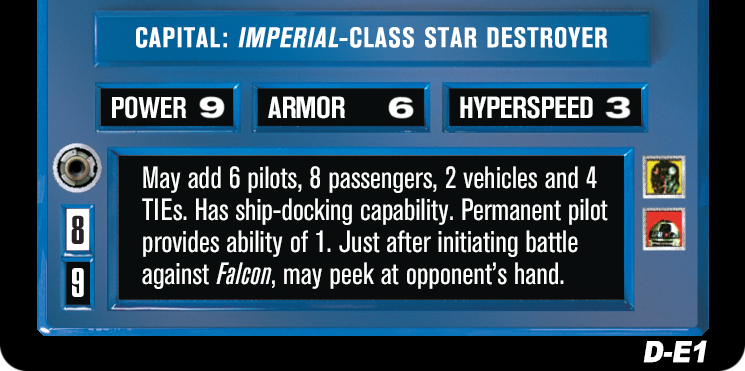 CAPITAL: IMPERIAL-CLASS STAR DESTROYER
POWER 9 ARMOR 6 HYPERSPEED 3
May add 6 pilots, 8 passengers, 2 vehicles and 4
TIEs. Has ship-docking capability. Permanent pilot
provides ability of 1. Just after initiating battle
against Falcon, may peek at opponent's hand.
8
9
D-E1